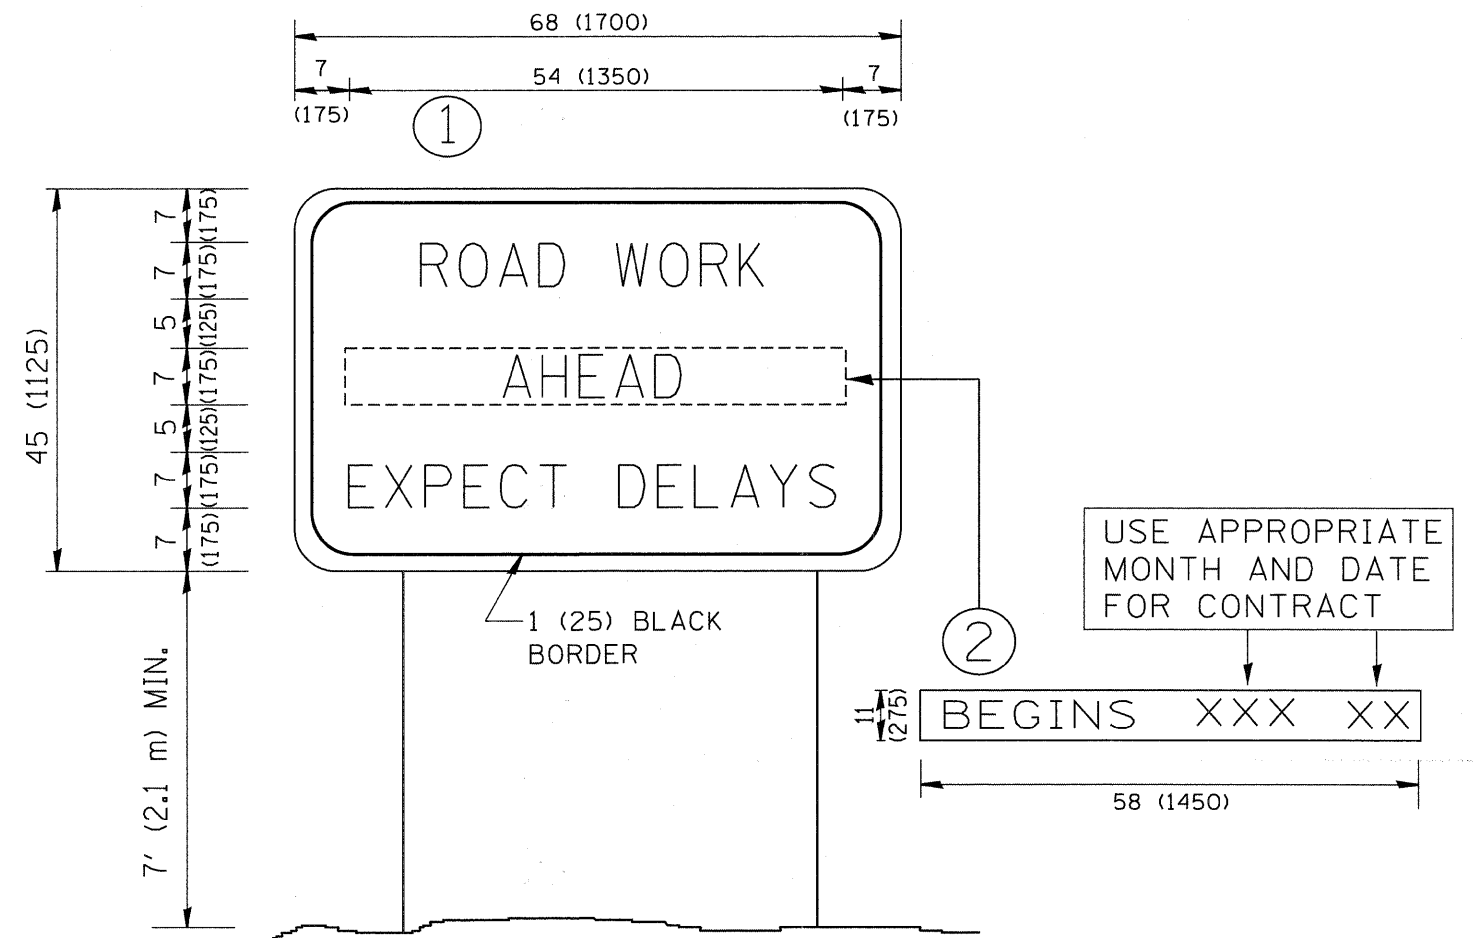 68 (1700)
7
54 (1350)
7
(175)
(175)
1
7
(175)
7
(175)
5
(125)
7
(175)
5
(125)
7
(175)
7
(175)
45 (1125)
ROAD WORK
AHEAD
EXPECT DELAYS
1 (25) BLACK
BORDER
7' (2.1 m) MIN.
2
USE APPROPRIATE
MONTH AND DATE
FOR CONTRACT
11
(275)
BEGINS XXX XX
58 (1450)